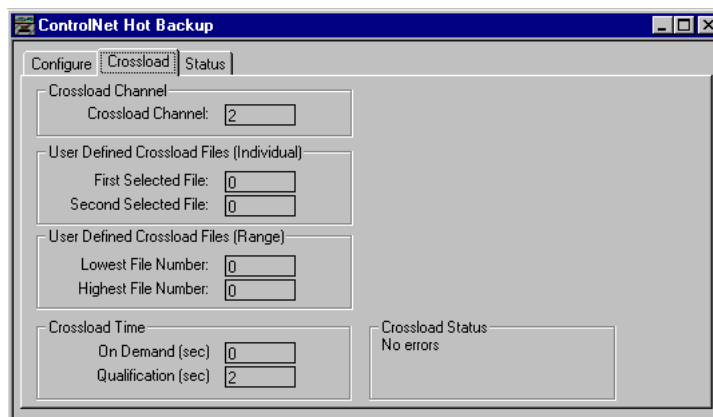 ControlNet Hot Backup
Configure Crossload Status
Crossload Channel
Crossload Channel: 2
User Defined Crossload Files (Individual)
First Selected File: 0
Second Selected File: 0
User Defined Crossload Files (Range)
Lowest File Number: 0
Highest File Number: 0
Crossload Time
On Demand (sec) 0
Qualification (sec) 2
Crossload Status
No errors